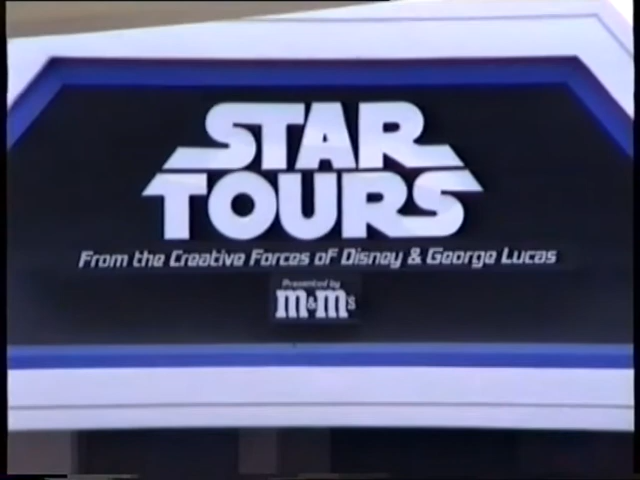 STAR
TOURS
From the Creative Forces of Disney & George Lucas
Presented by
m&m's